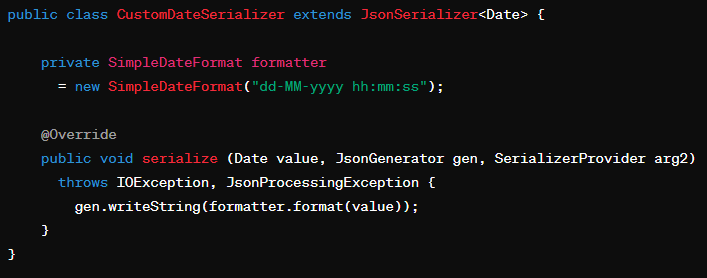 public class CustomDateSerializer extends JsonSerializer<Date> {
private SimpleDateFormat formatter
= new SimpleDateFormat("dd-MM-yyyy hh:mm:ss");
@Override
public void serialize (Date value, JsonGenerator gen, SerializerProvider arg2)
throws IOException, JsonProcessingException {
gen.writeString(formatter.format(value));
}
}